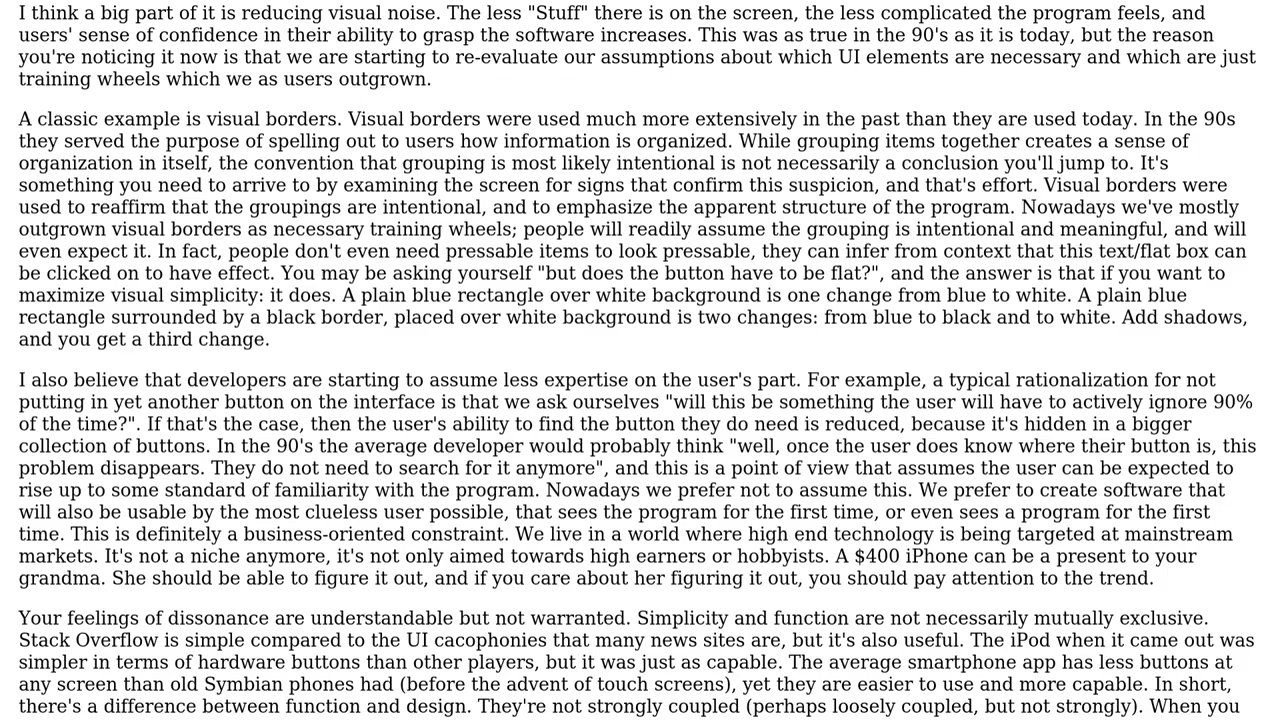 I think a big part of it is reducing visual noise. The less "Stuff" there is on the screen, the less complicated the program feels, and
users' sense of confidence in their ability to grasp the software increases. This was as true in the 90's as it is today, but the reason
you're noticing it now is that we are starting to re-evaluate our assumptions about which UI elements are necessary and which are just
training wheels which we as users outgrown.
A classic example is visual borders. Visual borders were used much more extensively in the past than they are used today. In the 90s
they served the purpose of spelling out to users how information is organized. While grouping items together creates a sense of
organization in itself, the convention that grouping is most likely intentional is not necessarily a conclusion you'll jump to. It's
something you need to arrive to by examining the screen for signs that confirm this suspicion, and that's effort. Visual borders were
used to reaffirm that the groupings are intentional, and to emphasize the apparent structure of the program. Nowadays we've mostly
outgrown visual borders as necessary training wheels; people will readily assume the grouping is intentional and meaningful, and will
even expect it. In fact, people don't even need pressable items to look pressable, they can infer from context that this text/flat box can
be clicked on to have effect. You may be asking yourself "but does the button have to be flat?", and the answer is that if you want to
maximize visual simplicity: it does. A plain blue rectangle over white background is one change from blue to white. A plain blue
rectangle surrounded by a black border, placed over white background is two changes: from blue to black and to white. Add shadows,
and you get a third change.
I also believe that developers are starting to assume less expertise on the user's part. For example, a typical rationalization for not
putting in yet another button on the interface is that we ask ourselves "will this be something the user will have to actively ignore 90%
of the time?". If that's the case, then the user's ability to find the button they do need is reduced, because it's hidden in a bigger
collection of buttons. In the 90's the average developer would probably think "well, once the user does know where their button is, this
problem disappears. They do not need to search for it anymore", and this is a point of view that assumes the user can be expected to
rise up to some standard of familiarity with the program. Nowadays we prefer not to assume this. We prefer to create software that
will also be usable by the most clueless user possible, that sees the program for the first time, or even sees a program for the first
time. This is definitely a business-oriented constraint. We live in a world where high end technology is being targeted at mainstream
markets. It's not a niche anymore, it's not only aimed towards high earners or hobbyists. A $400 iPhone can be a present to your
grandma. She should be able to figure it out, and if you care about her figuring it out, you should pay attention to the trend.
Your feelings of dissonance are understandable but not warranted. Simplicity and function are not necessarily mutually exclusive.
Stack Overflow is simple compared to the UI cacophonies that many news sites are, but it's also useful. The iPod when it came out was
simpler in terms of hardware buttons than other players, but it was just as capable. The average smartphone app has less buttons at
any screen than old Symbian phones had (before the advent of touch screens), yet they are easier to use and more capable. In short,
there's a difference between function and design. They're not strongly coupled (perhaps loosely coupled, but not strongly). When you